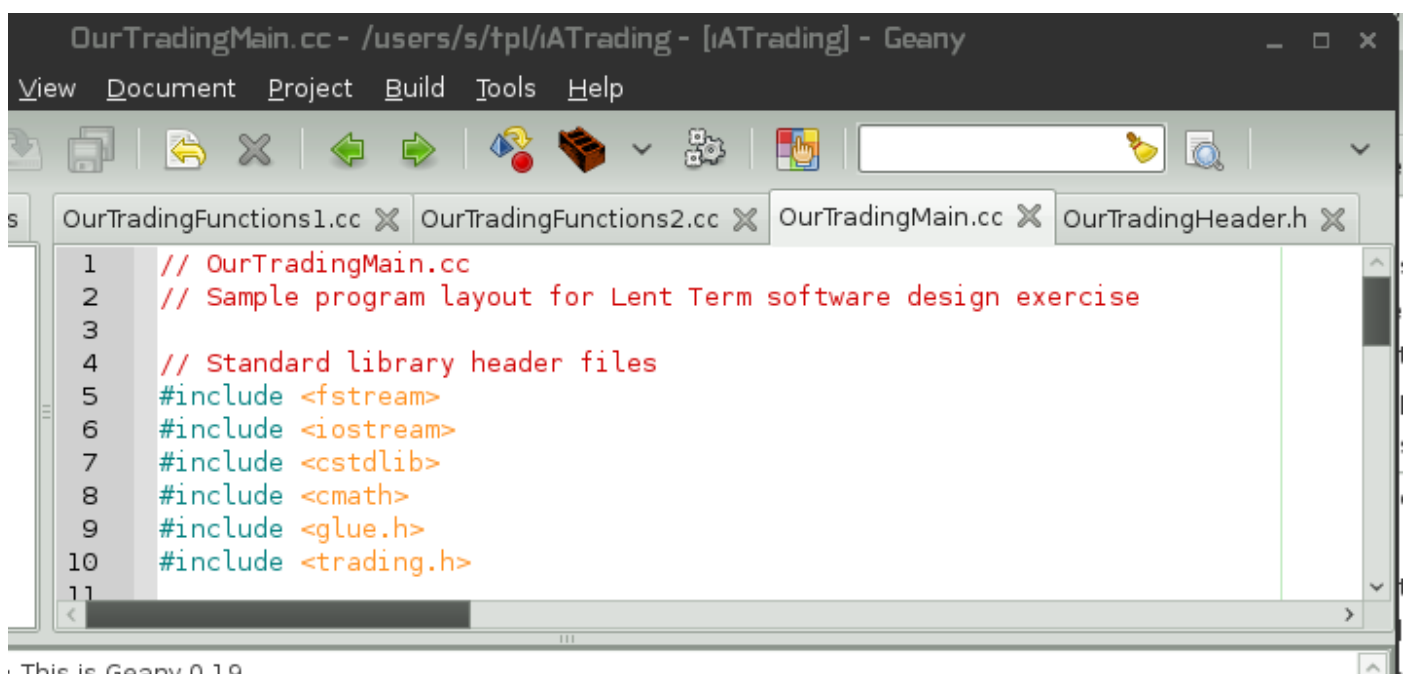 OurTradingMain.cc - /users/s/tpl/IATrading - [IATrading] - Geany
View Document Project Build Tools Help
s OurTradingFunctions1.cc OurTradingFunctions2.cc OurTradingMain.cc OurTradingHeader.h
1 // OurTradingMain.cc
2 // Sample program layout for Lent Term software design exercise
3
4 // Standard library header files
5 #include <fstream>
6 #include <iostream>
7 #include <cstdlib>
8 #include <cmath>
9 #include <glue.h>
10 #include <trading.h>
11
This is Geany 0.19